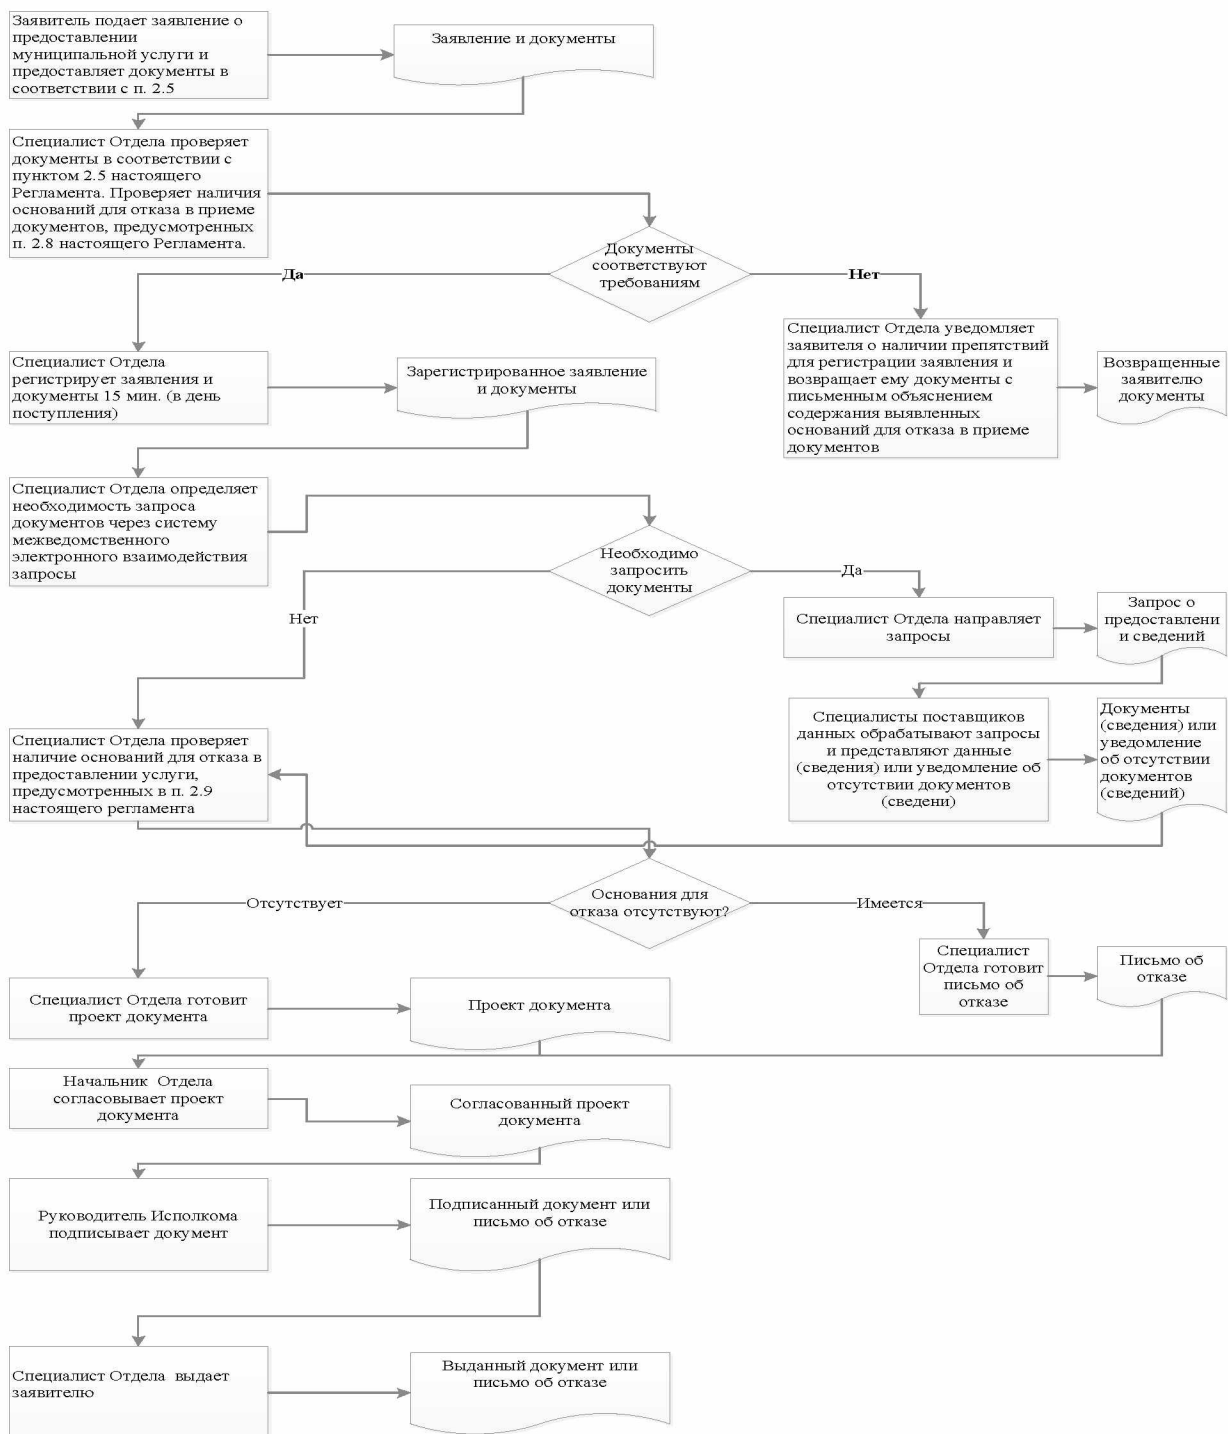 Заявитель подает заявление о
предоставлении
муниципальной услуги и
предоставляет документы в
соответствии с п. 2.5
Заявление и документы
Специалист Отдела проверяет
документы в соответствии с
пунктом 2.5 настоящего
Регламента. Проверяет наличия
оснований для отказа в приеме
документов, предусмотренных
п. 2.8 настоящего Регламента.
Документы
соответствуют
требованиям
Да
Нет
Специалист Отдела
регистрирует заявления и
документы 15 мин. (в день
поступления)
Зарегистрированное заявление
и документы
Специалист Отдела уведомляет
заявителя о наличии препятствий
для регистрации заявления и
возвращает ему документы с
письменным объяснением
содержания выявленных
оснований для отказа в приеме
документов
Возвращенные
заявителю
документы
Специалист Отдела определяет
необходимость запроса
документов через систему
межведомственного
электронного взаимодействия
запросы
Необходимо
запросить
документы
Да
Нет
Специалист Отдела направляет
запросы
Запрос о
предоставлени
и сведений
Специалист Отдела проверяет
наличие оснований для отказа в
предоставлении услуги,
предусмотренных в п. 2.9
настоящего регламента
Специалисты поставщиков
данных обрабатывают запросы
и представляют данные
(сведения) или уведомление об
отсутствии документов
(сведени)
Документы
(сведения) или
уведомление
об отсутствии
документов
(сведений)
Основания для
отказа отсутствуют?
Отсутствует
Имеется
Специалист
Отдела готовит
письмо об
отказе
Письмо об
отказе
Специалист Отдела готовит
проект документа
Проект документа
Начальник  Отдела
согласовывает проект
документа
Согласованный проект
документа
Руководитель Исполкома
подписывает документ
Подписанный документ или
письмо об отказе
Специалист Отдела  выдает
заявителю
Выданный документ или
письмо об отказе